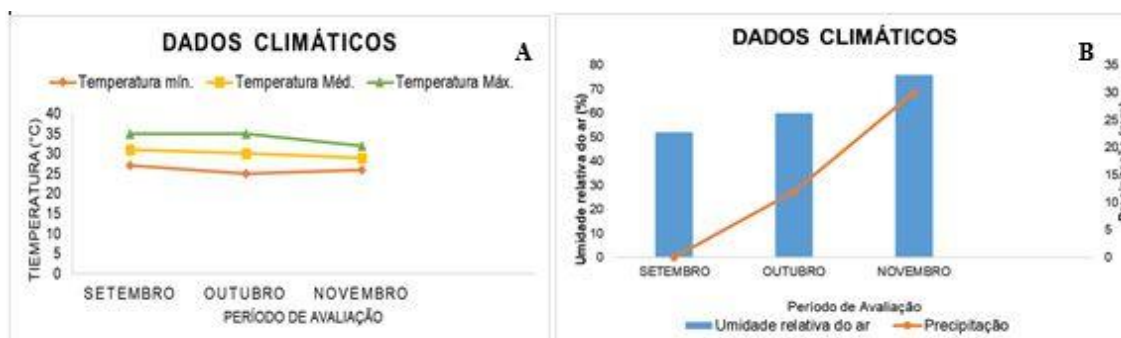 DADOS CLIMÁTICOS
A
Temperatura mín. Temperatura Méd. Temperatura Máx.
TIEMPERATURA (°C)
40
35
30
25
20
15
10
5
0
SETEMBRO OUTUBRO NOVEMBRO
PERÍODO DE AVALIAÇÃO
DADOS CLIMÁTICOS
B
Umidade relativa do ar (%)
80
70
60
50
40
30
20
10
0
35
30
25
20
15
10
5
0
SETEMBRO OUTUBRO NOVEMBRO
Período de Avaliação
Umidade relativa do ar Precipitação